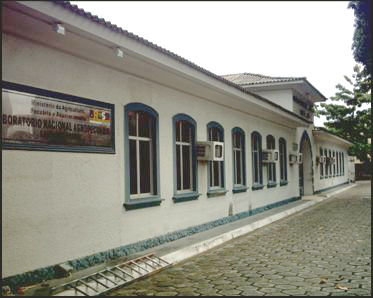 Ministério da Agricultura,
Pecuária e Abastecimento
BORATÓRIO NACIONAL AGROPECUÁRIO